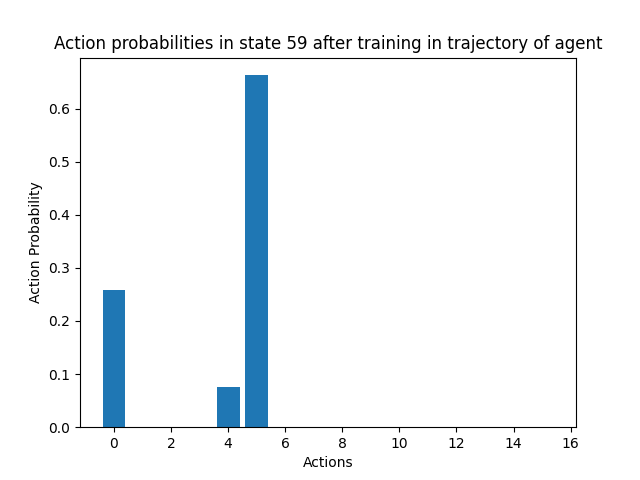 Action probabilities in state 59 after training in trajectory of agent
Action Probability
0.6
0.5
0.4
0.3
0.2
0.1
0.0
0 2 4 6 8 10 12 14 16
Actions